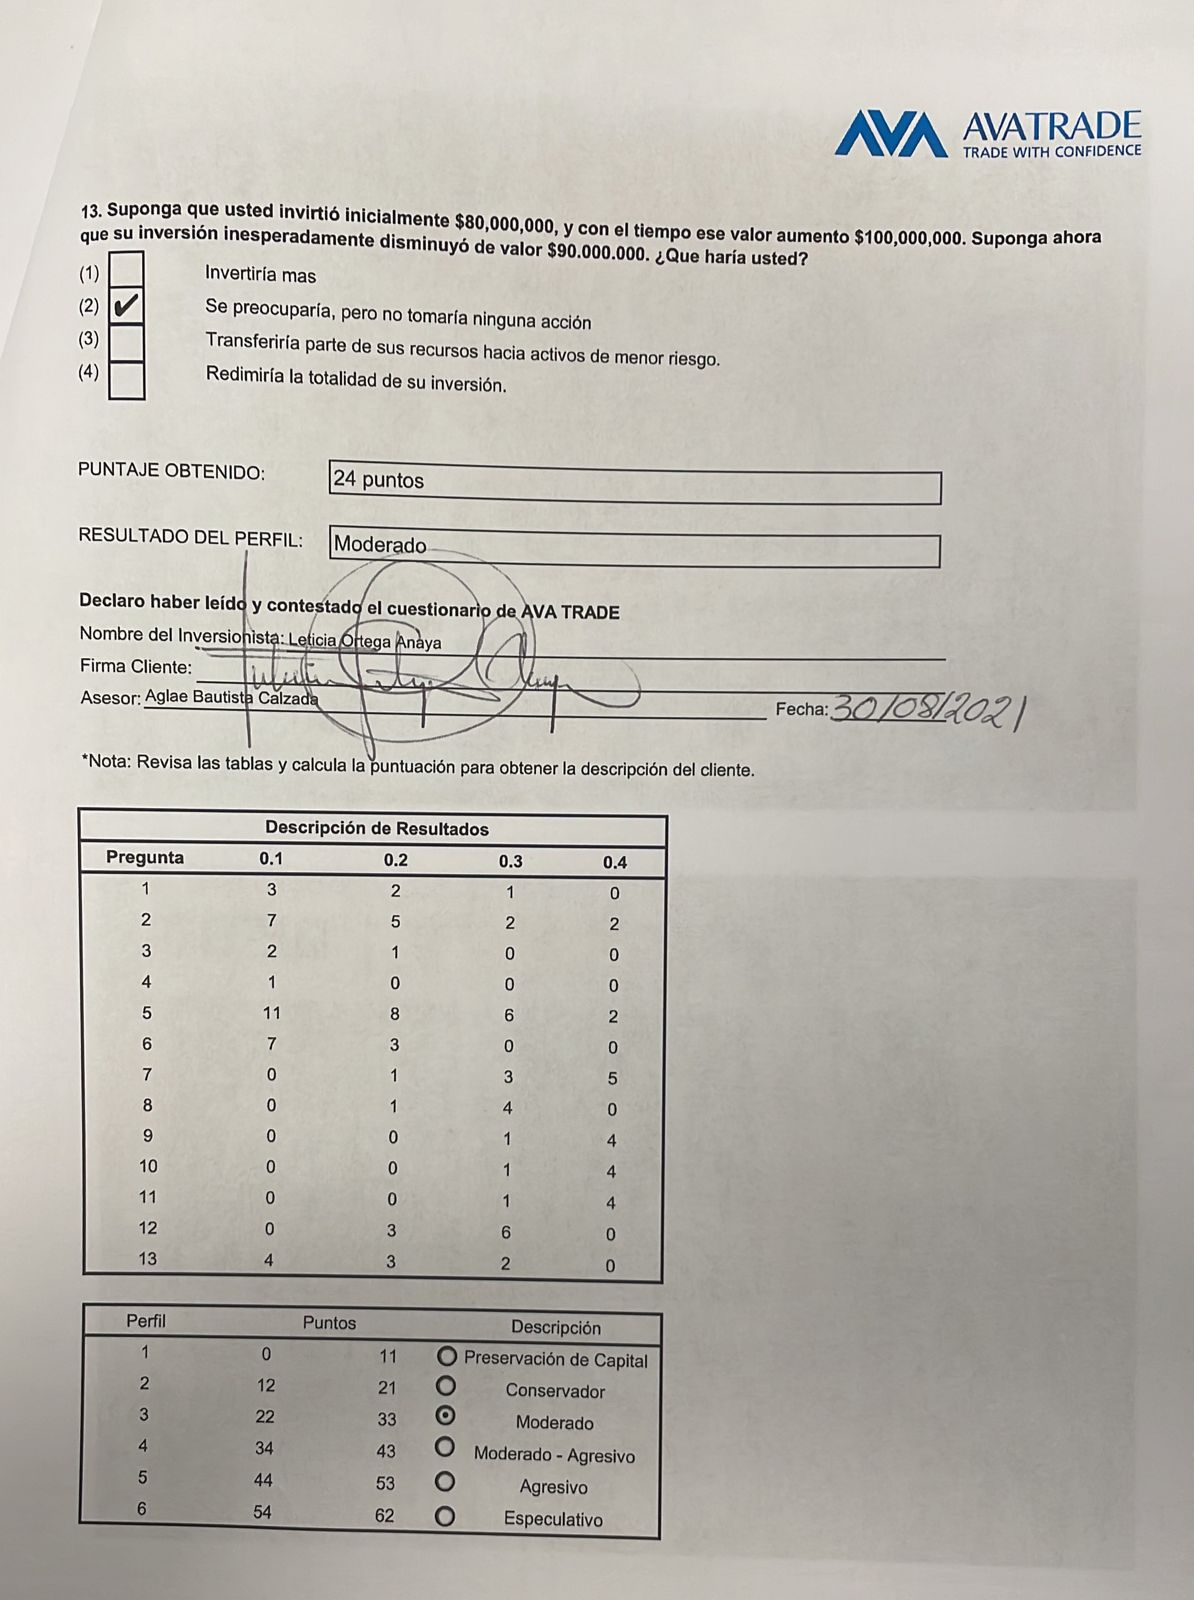 AVA AVATRADE
TRADE WITH CONFIDENCE
13. Suponga que usted invirtió inicialmente $80,000,000, y con el tiempo ese valor aumento $100,000,000. Suponga ahora
que su inversión inesperadamente disminuyó de valor $90.000.000. ¿Que haría usted?
(1) Invertiría mas
(2) ✔ Se preocuparía, pero no tomaría ninguna acción
(3) Transferiría parte de sus recursos hacia activos de menor riesgo.
(4) Redimiría la totalidad de su inversión.
PUNTAJE OBTENIDO: 24 puntos
RESULTADO DEL PERFIL: Moderado
Declaro haber leído y contestado el cuestionario de AVA TRADE
Nombre del Inversionista: Leticia Ortega Anaya
Firma Cliente:
Asesor: Aglae Bautista Calzada Fecha: 30/08/2021
*Nota: Revisa las tablas y calcula la puntuación para obtener la descripción del cliente.
Descripción de Resultados
Pregunta 0.1 0.2 0.3 0.4
1 3 2 1 0
2 7 5 2 2
3 2 1 0 0
4 1 0 0 0
5 11 8 6 2
6 7 3 0 0
7 0 1 3 5
8 0 1 4 0
9 0 0 1 4
10 0 0 1 4
11 0 0 1 4
12 0 3 6 0
13 4 3 2 0
Perfil Puntos Descripción
1 0 11 Preservación de Capital
2 12 21 Conservador
3 22 33 Moderado
4 34 43 Moderado - Agresivo
5 44 53 Agresivo
6 54 62 Especulativo